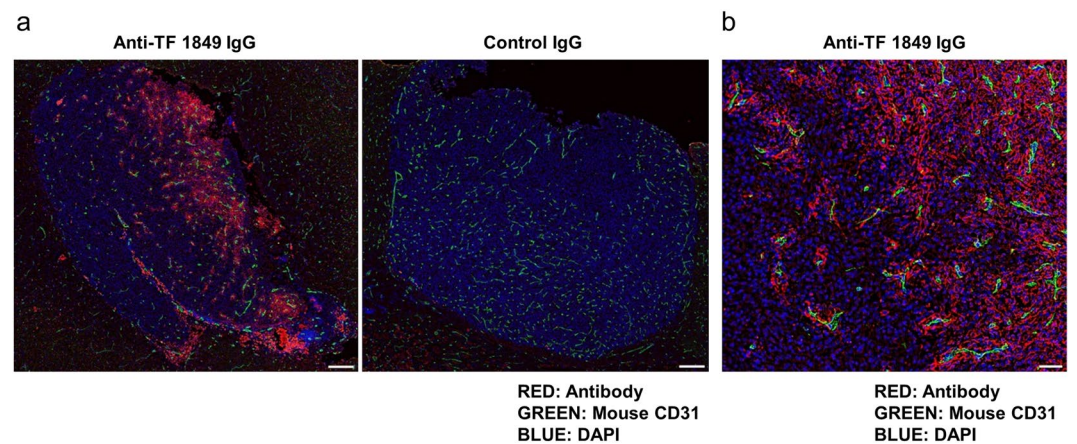 a
Anti-TF 1849 IgG
Control IgG
RED: Antibody
GREEN: Mouse CD31
BLUE: DAPI
b
Anti-TF 1849 IgG
RED: Antibody
GREEN: Mouse CD31
BLUE: DAPI